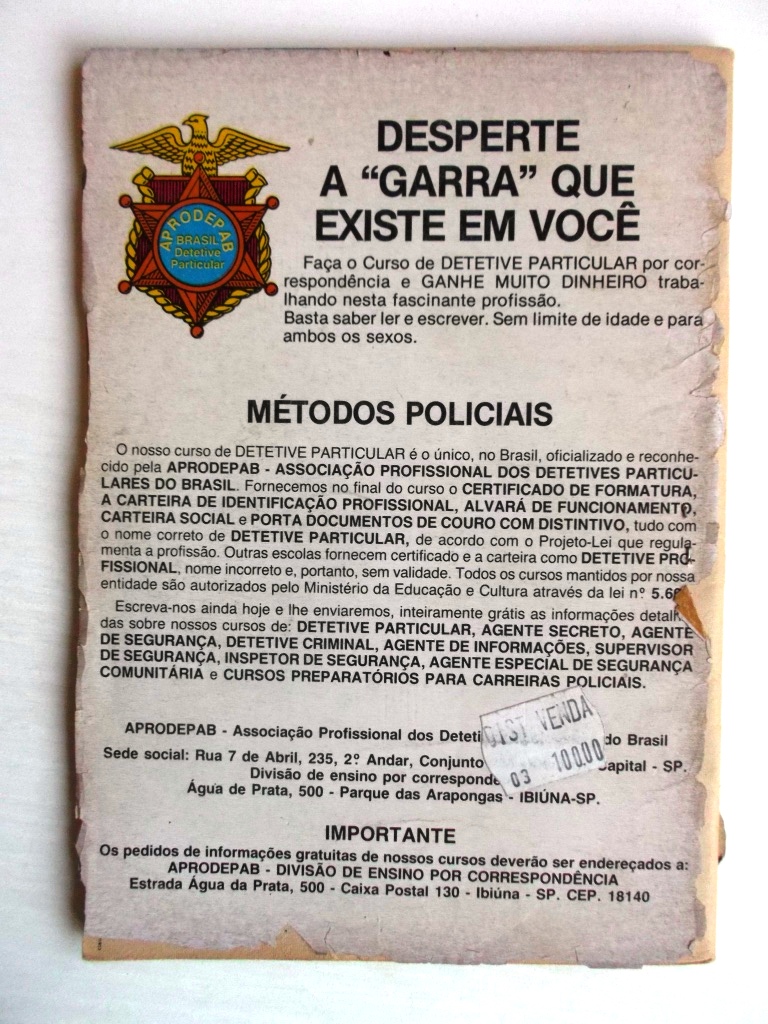 APRODEPAB
BRASIL
Detetive
Particular
DESPERTE
A “GARRA” QUE
EXISTE EM VOCÊ
Faça o Curso de DETETIVE PARTICULAR por cor-
respondência e GANHE MUITO DINHEIRO traba-
lhando nesta fascinante profissão.
Basta saber ler e escrever. Sem limite de idade e para
ambos os sexos.
MÉTODOS POLICIAIS
O nosso curso de DETETIVE PARTICULAR é o único, no Brasil, oficializado e reconhe-
cido pela APRODEPAB - ASSOCIAÇÃO PROFISSIONAL DOS DETETIVES PARTICU-
LARES DO BRASIL. Fornecemos no final do curso o CERTIFICADO DE FORMATURA,
A CARTEIRA DE IDENTIFICAÇÃO PROFISSIONAL, ALVARÁ DE FUNCIONAMENTO,
CARTEIRA SOCIAL e PORTA DOCUMENTOS DE COURO COM DISTINTIVO, tudo com
o nome correto de DETETIVE PARTICULAR, de acordo com o Projeto-Lei que regula-
menta a profissão. Outras escolas fornecem certificado e a carteira como DETETIVE PRO-
FISSIONAL, nome incorreto e, portanto, sem validade. Todos os cursos mantidos por nossa
entidade são autorizados pelo Ministério da Educação e Cultura através da lei nº
Escreva-nos ainda hoje e lhe enviaremos, inteiramente grátis as informações
das sobre nossos cursos de: DETETIVE PARTICULAR, AGENTE SECRETO, AGENTE
DE SEGURANÇA, DETETIVE CRIMINAL, AGENTE DE INFORMAÇÕES, SUPERVISOR
DE SEGURANÇA, INSPETOR DE SEGURANÇA, AGENTE ESPECIAL DE SEGURANÇA
COMUNITÁRIA e CURSOS PREPARATÓRIOS PARA CARREIRAS POLICIAIS.
APRODEPAB - Associação Profissional dos do Brasil
Sede social: Rua 7 de Abril, 235, 2º Andar, Conjunto - SP.
Divisão de ensino por
Água de Prata, 500 - Parque das Arapongas - IBIÚNA-SP.
VENDA
03 100.00
IMPORTANTE
Os pedidos de informações gratuitas de nossos cursos deverão ser endereçados a:
APRODEPAB - DIVISÃO DE ENSINO POR CORRESPONDÊNCIA
Estrada Água da Prata, 500 - Caixa Postal 130 - Ibiúna - SP. CEP. 18140